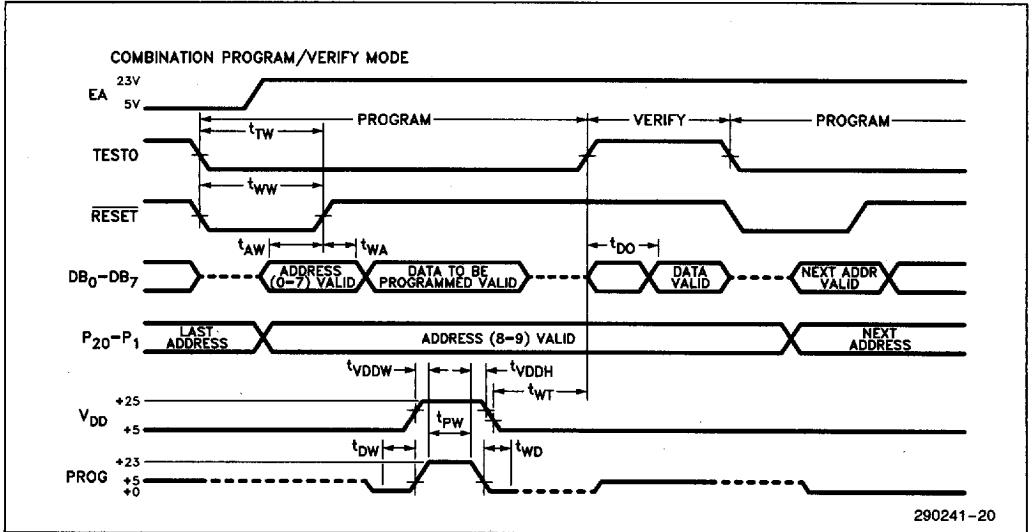 COMBINATION PROGRAM/VERIFY MODE
EA 23V
5V
PROGRAM VERIFY PROGRAM
tTW
TEST0
tWW
RESET
tAW tWA tDO
DB0-DB7 ADDRESS (0-7) VALID DATA TO BE PROGRAMMED VALID DATA VALID NEXT ADDR VALID
P20-P1 LAST ADDRESS ADDRESS (8-9) VALID NEXT ADDRESS
tVDDW tVDDH
tWT
VDD +25
+5
tPW
tDW tWD
PROG +23
+5
+0
290241-20